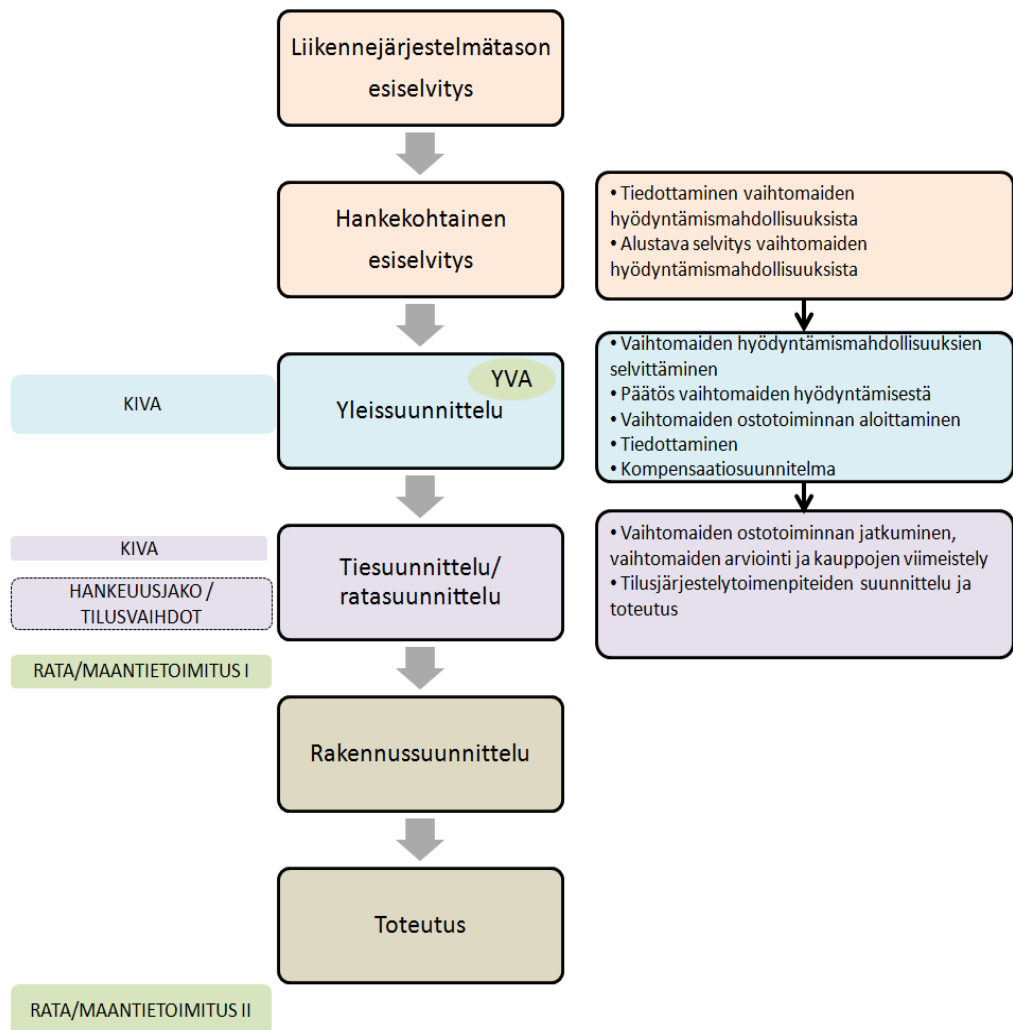 Liikennejärjestelmätason
esiselvitys
Hankekohtainen
esiselvitys
• Tiedottaminen vaihtomaiden
hyödyntämismahdollisuuksista
• Alustava selvitys vaihtomaiden
hyödyntämismahdollisuuksista
KIVA
YVA
Yleissuunnittelu
• Vaihtomaiden hyödyntämismahdollisuuksien
selvittäminen
• Päätös vaihtomaiden hyödyntämisestä
• Vaihtomaiden ostotoiminnan aloittaminen
• Tiedottaminen
• Kompensaatiosuunnitelma
KIVA
HANKEUUSJAKO /
TILUSVAIHDOT
Tiesuunnittelu/
ratasuunnittelu
• Vaihtomaiden ostotoiminnan jatkuminen,
vaihtomaiden arviointi ja kauppojen viimeistely
• Tilusjärjestelytoimenpiteiden suunnittelu ja
toteutus
RATA/MAANTIETOIMITUS I
Rakennussuunnittelu
Toteutus
RATA/MAANTIETOIMITUS II